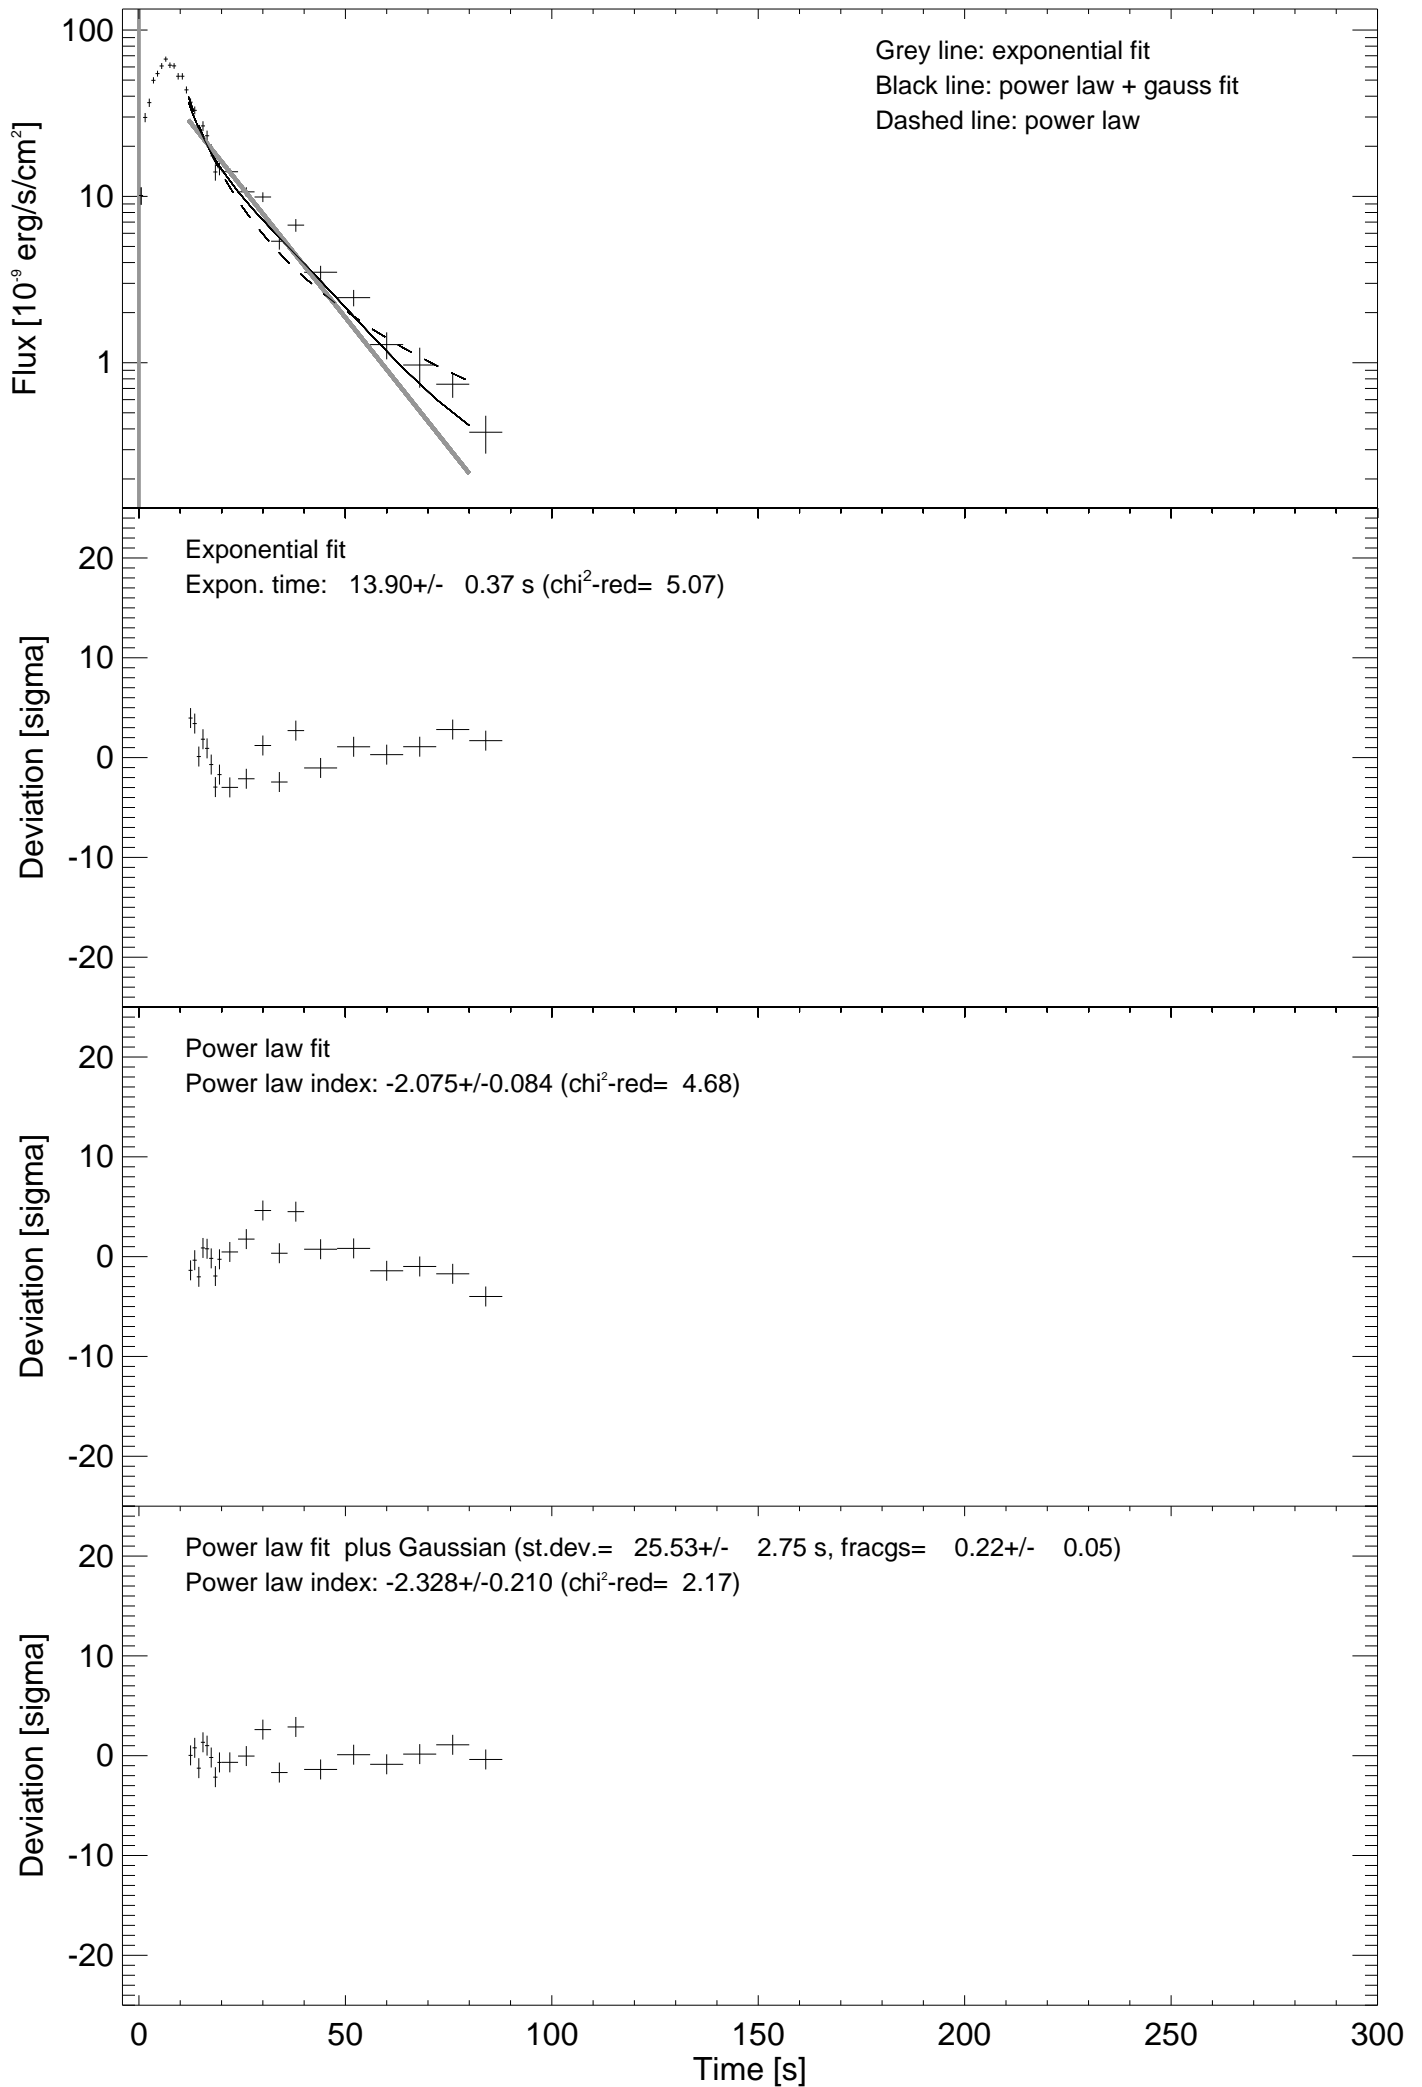 100
10
1
Flux [10⁻⁹ erg/s/cm²]
Grey line: exponential fit
Black line: power law + gauss fit
Dashed line: power law
20
10
0
-10
-20
Deviation [sigma]
Exponential fit
Expon. time: 13.90+/- 0.37 s (chi²-red= 5.07)
20
10
0
-10
-20
Deviation [sigma]
Power law fit
Power law index: -2.075+/-0.084 (chi²-red= 4.68)
20
10
0
-10
-20
Deviation [sigma]
Power law fit plus Gaussian (st.dev.= 25.53+/- 2.75 s, fracgs= 0.22+/- 0.05)
Power law index: -2.328+/-0.210 (chi²-red= 2.17)
0 50 100 150 200 250 300
Time [s]